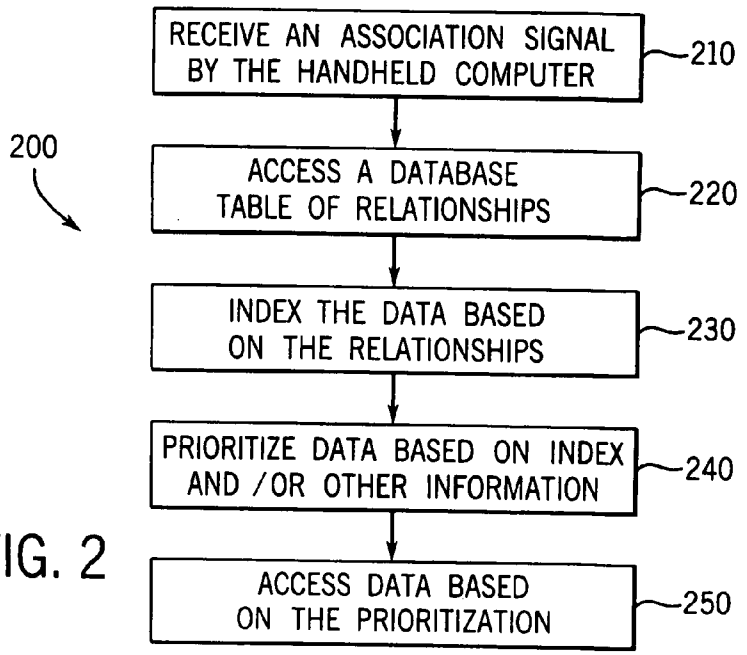 RECEIVE AN ASSOCIATION SIGNAL
BY THE HANDHELD COMPUTER
210
200
ACCESS A DATABASE
TABLE OF RELATIONSHIPS
220
INDEX THE DATA BASED
ON THE RELATIONSHIPS
230
PRIORITIZE DATA BASED ON INDEX
AND /OR OTHER INFORMATION
240
IG. 2
ACCESS DATA BASED
ON THE PRIORITIZATION
250